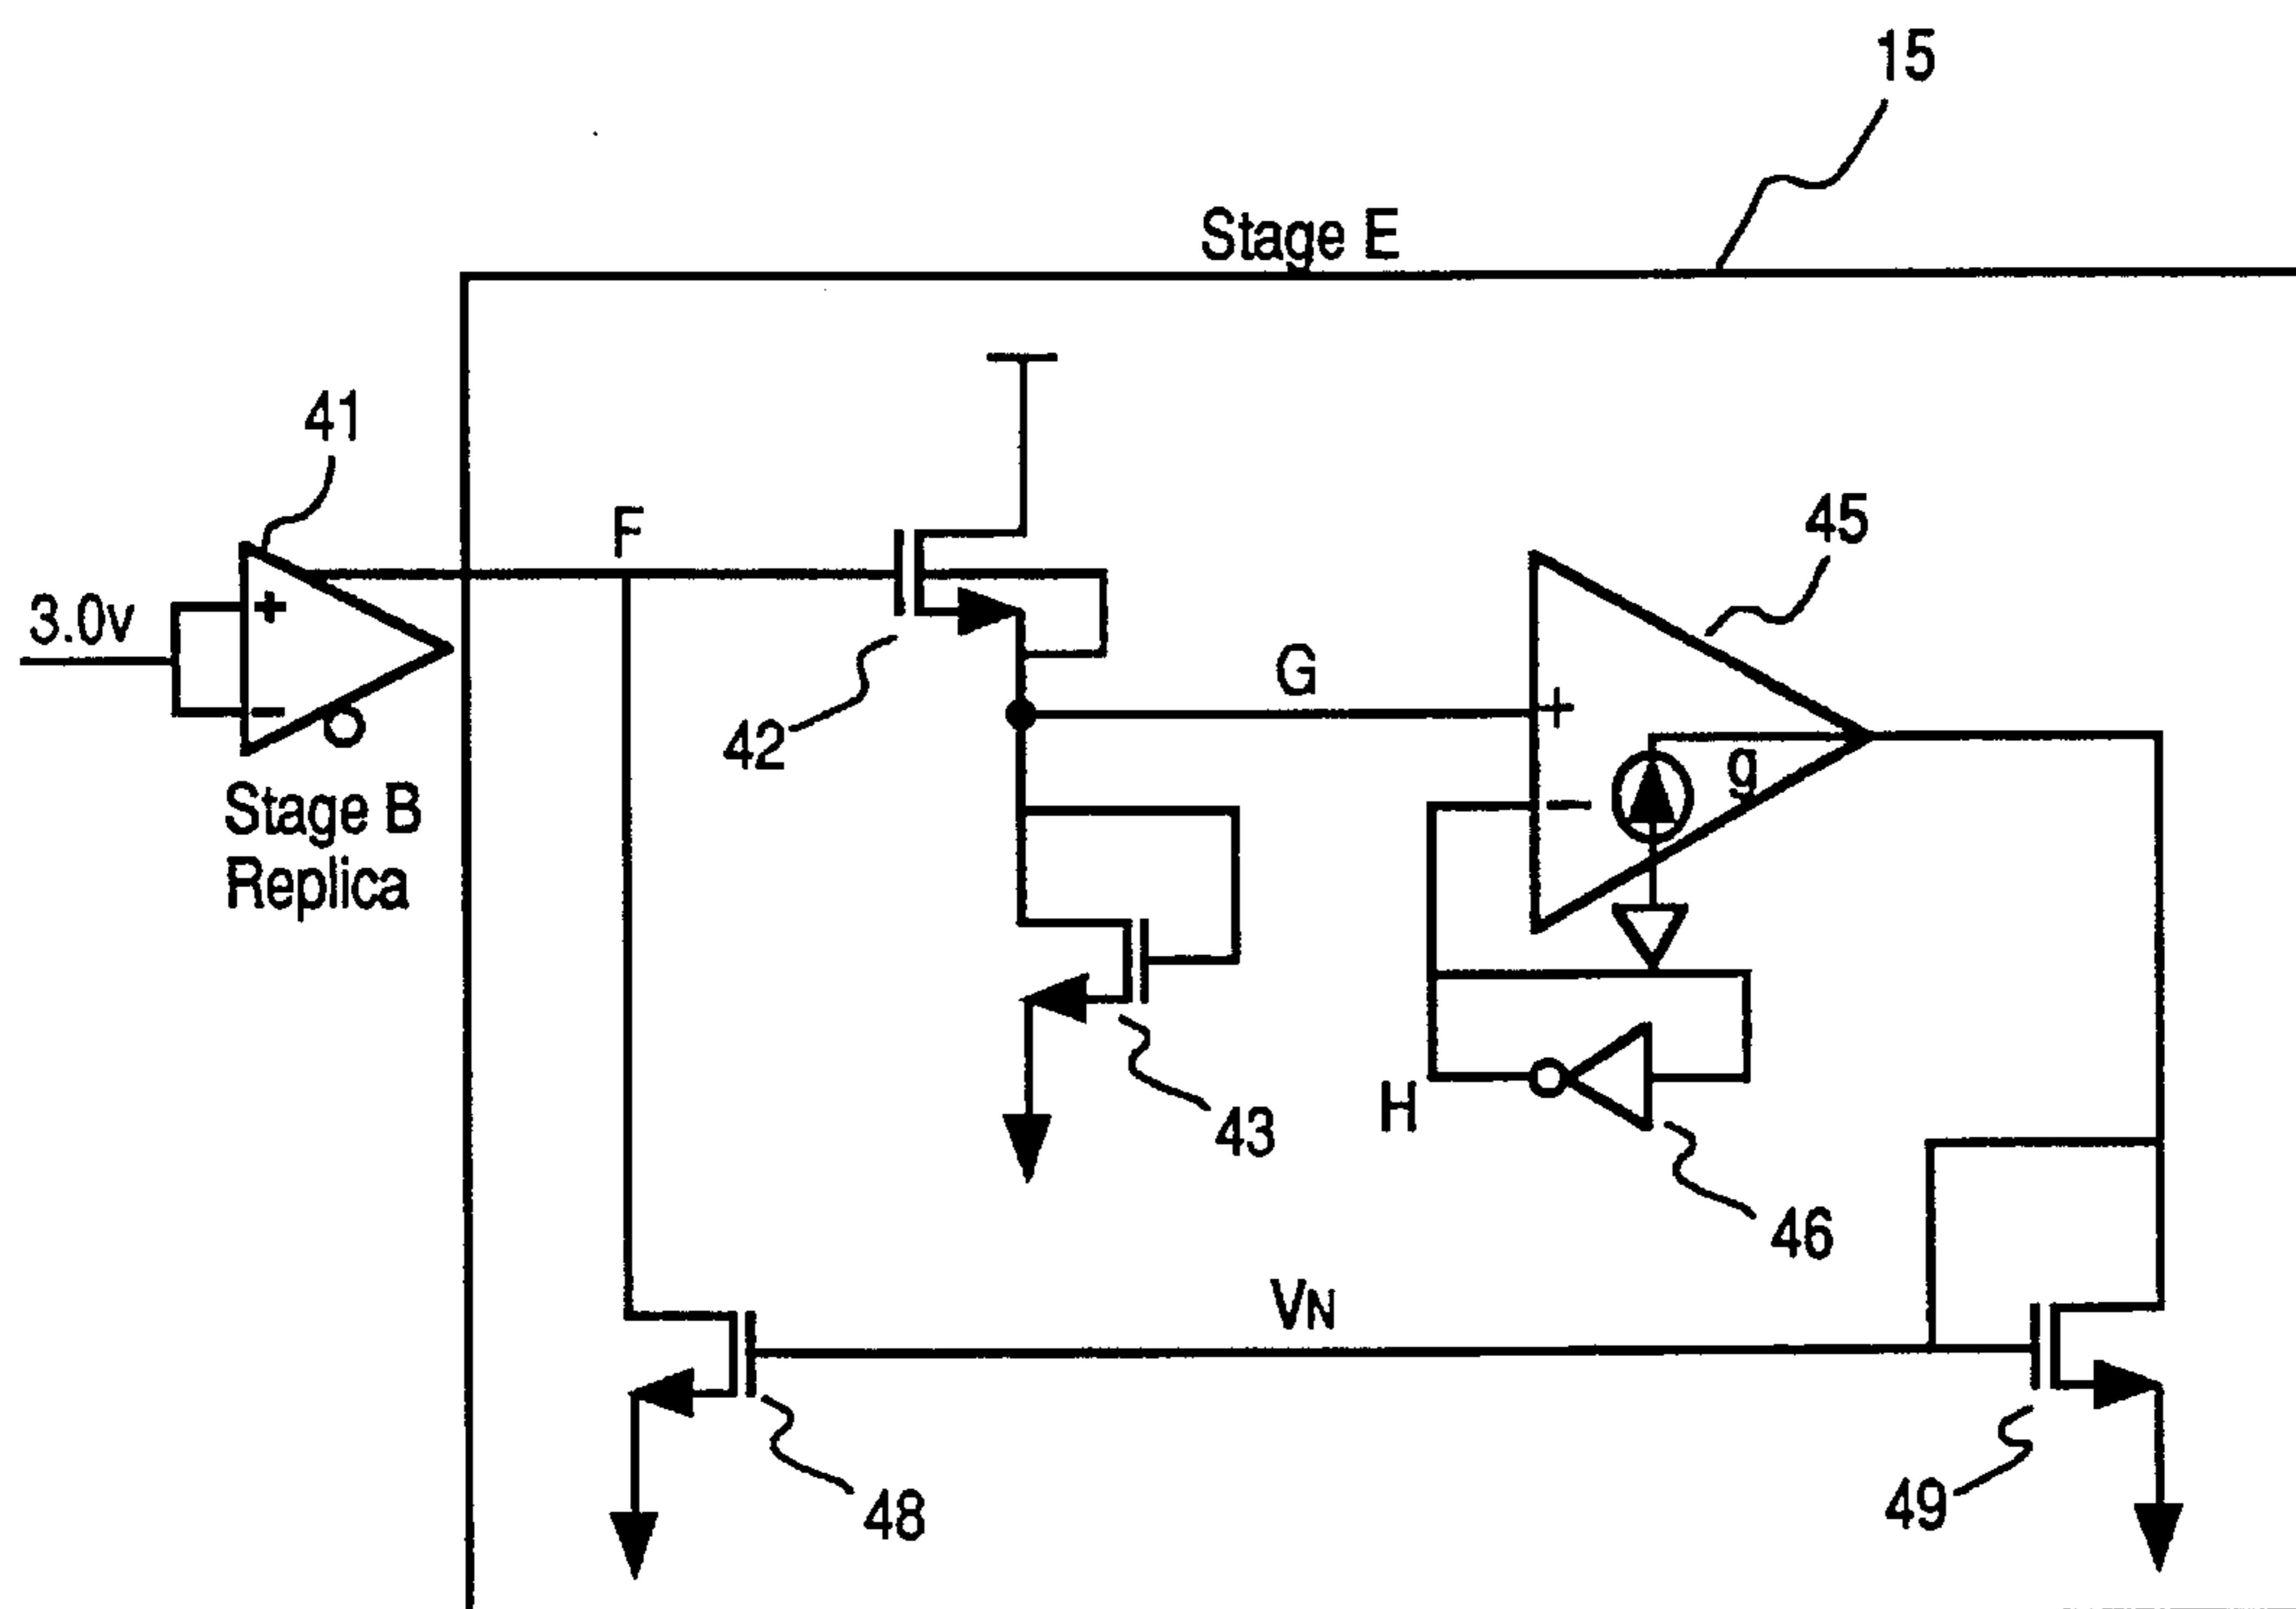 15
Stage E
41
F
45
3.0v
+
+
G
−
42
g
−
Stage B
Replica
H
43
46
VN
48
49